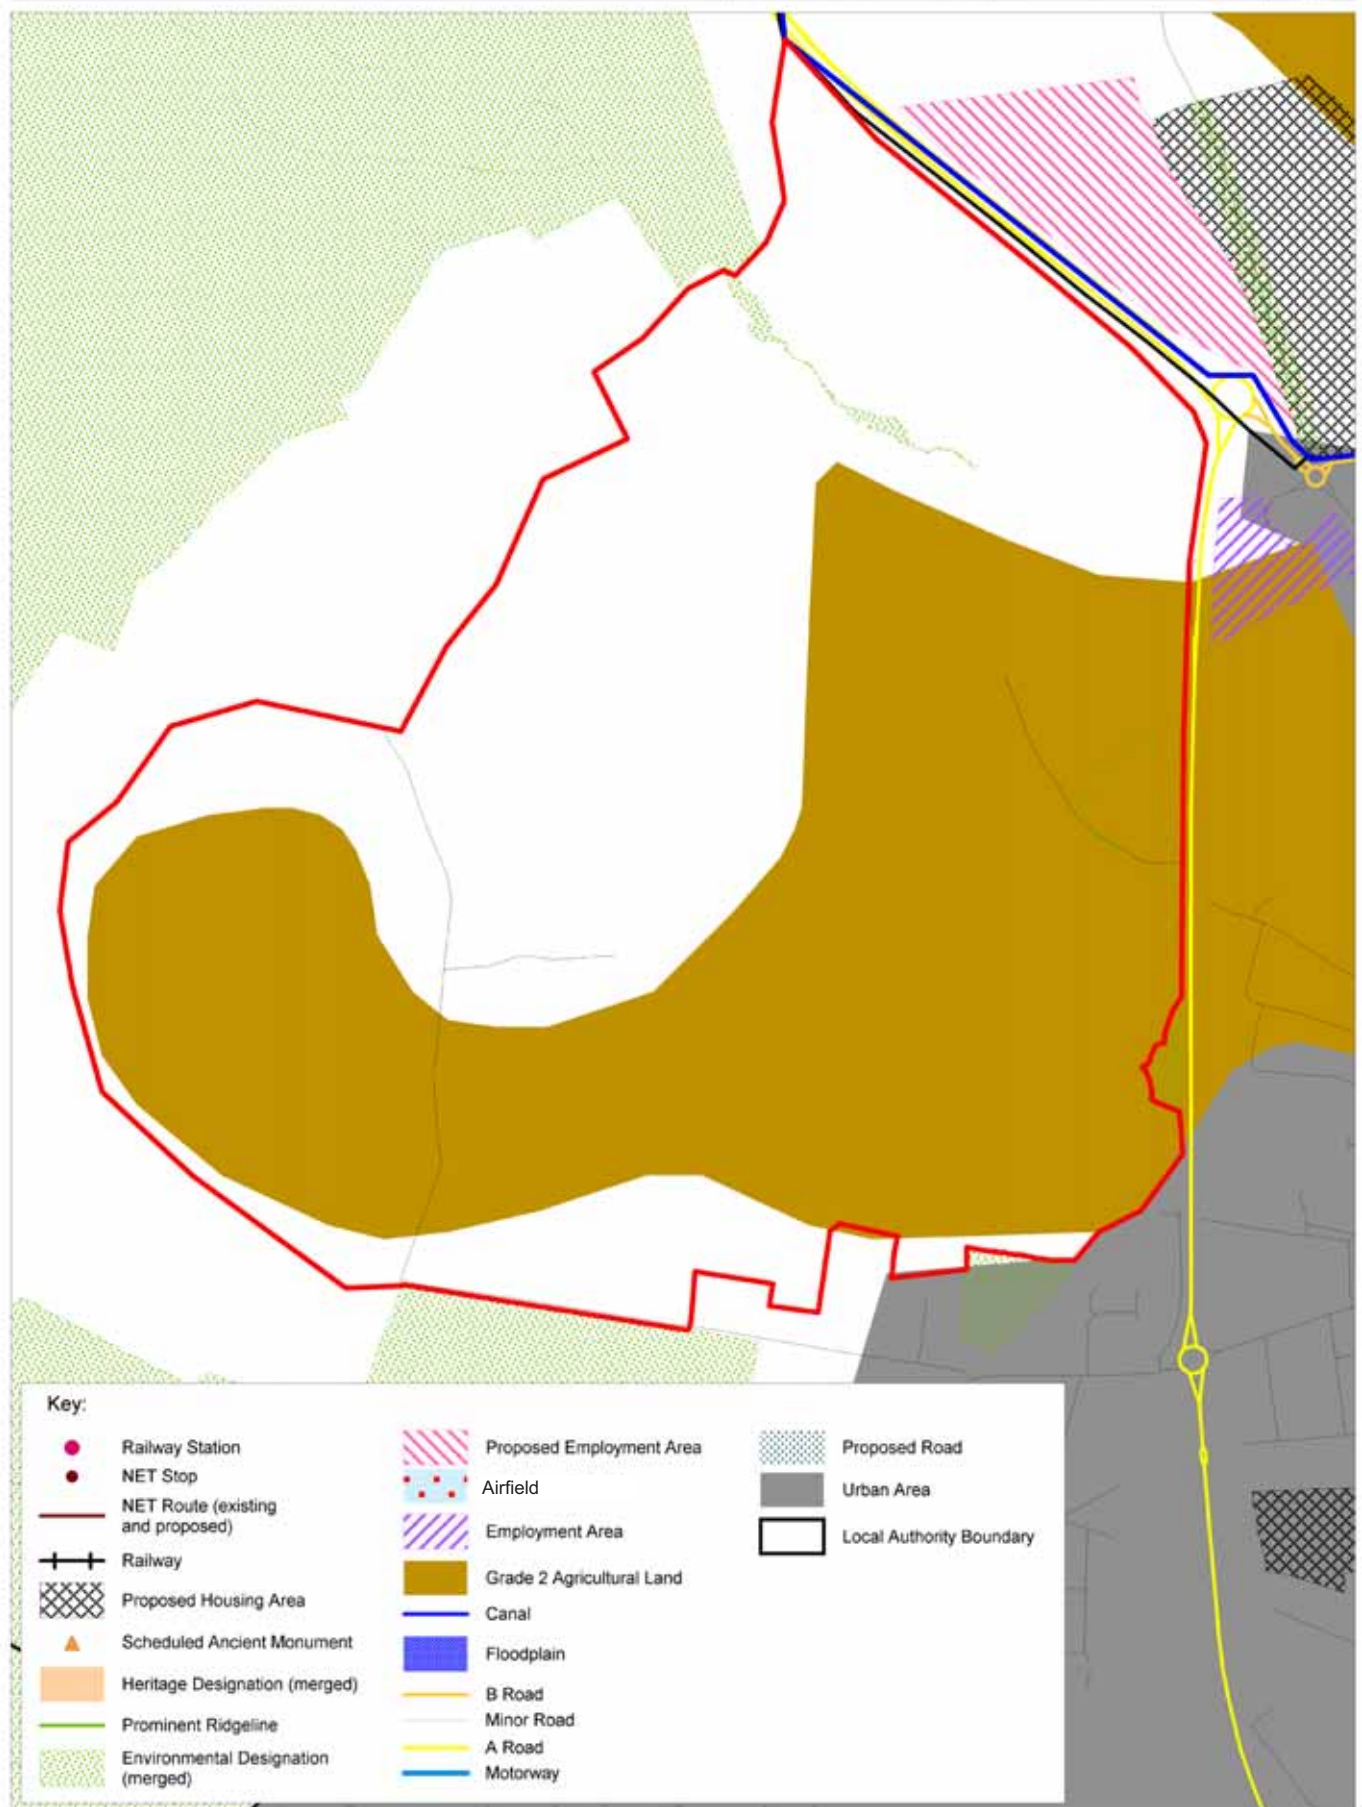 Key:
Railway Station
NET Stop
NET Route (existing
and proposed)
Railway
Proposed Housing Area
Scheduled Ancient Monument
Heritage Designation (merged)
Prominent Ridgeline
Environmental Designation
(merged)
Proposed Employment Area
Airfield
Employment Area
Grade 2 Agricultural Land
Canal
Floodplain
B Road
Minor Road
A Road
Motorway
Proposed Road
Urban Area
Local Authority Boundary